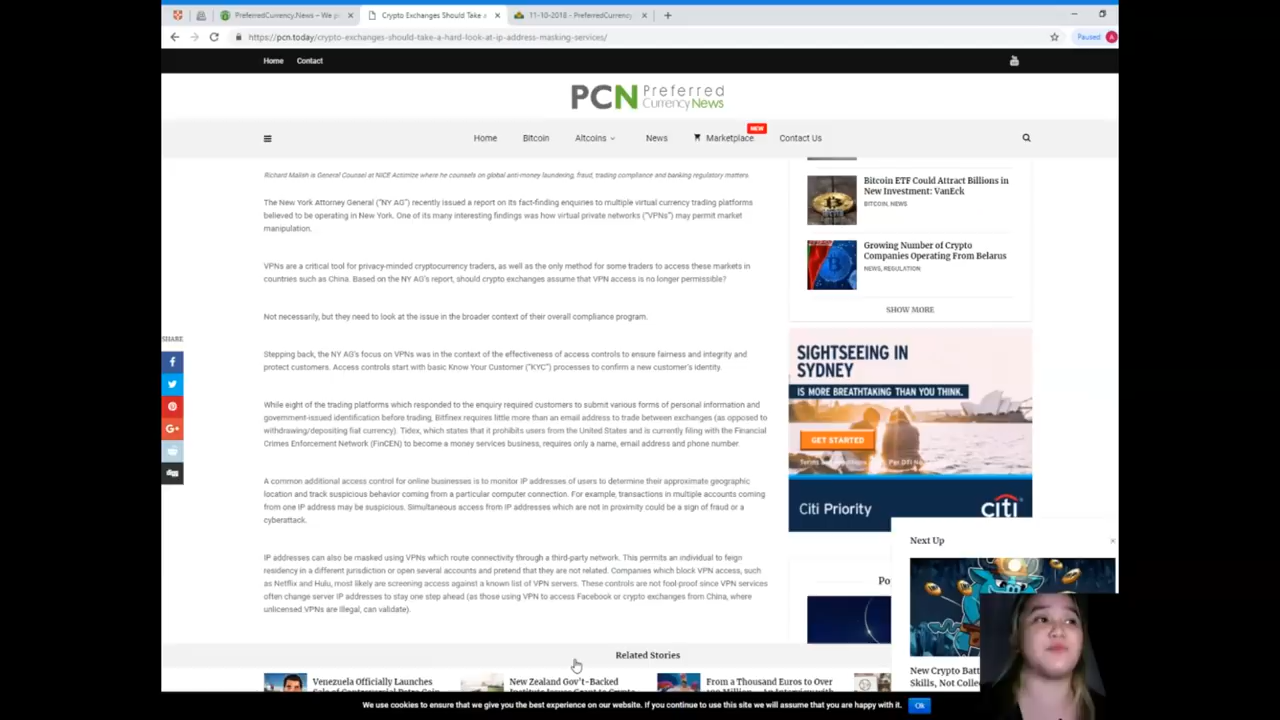 PreferredCurrency.News – We p
Crypto Exchanges Should Take
11-10-2018 - PreferredCurrency
https://pcn.today/crypto-exchanges-should-take-a-hard-look-at-ip-address-masking-services/
Paused
A
Home Contact
PCN Preferred
CurrencyNews
NEW
Home Bitcoin Altcoins News Marketplace Contact Us
Richard Malish is General Counsel at NICE Actimize where he counsels on global anti-money laundering, fraud, trading compliance and banking regulatory matters.
The New York Attorney General ("NY AG") recently issued a report on its fact-finding enquiries to multiple virtual currency trading platforms
believed to be operating in New York. One of its many interesting findings was how virtual private networks ("VPNs") may permit market
manipulation.
VPNs are a critical tool for privacy-minded cryptocurrency traders, as well as the only method for some traders to access these markets in
countries such as China. Based on the NY AG's report, should crypto exchanges assume that VPN access is no longer permissible?
Not necessarily, but they need to look at the issue in the broader context of their overall compliance program.
Stepping back, the NY AG's focus on VPNs was in the context of the effectiveness of access controls to ensure fairness and integrity and
protect customers. Access controls start with basic Know Your Customer ("KYC") processes to confirm a new customer's identity.
While eight of the trading platforms which responded to the enquiry required customers to submit various forms of personal information and
government-issued identification before trading, Bitfinex requires little more than an email address to trade between exchanges (as opposed to
withdrawing/depositing fiat currency). Tidex, which states that it prohibits users from the United States and is currently filing with the Financial
Crimes Enforcement Network (FinCEN) to become a money services business, requires only a name, email address and phone number
A common additional access control for online businesses is to monitor IP addresses of users to determine their approximate geographic
location and track suspicious behavior coming from a particular computer connection. For example, transactions in multiple accounts coming
from one IP address may be suspicious. Simultaneous access from IP addresses which are not in proximity could be a sign of fraud or a
cyberattack.
IP addresses can also be masked using VPNs which route connectivity through a third-party network. This permits an individual to feign
residency in a different jurisdiction or open several accounts and pretend that they are not related. Companies which block VPN access, such
as Netflix and Hulu, most likely are screening access against a known list of VPN servers. These controls are not fool-proof since VPN services
often change server IP addresses to stay one step ahead (as those using VPN to access Facebook or crypto exchanges from China, where
unlicensed VPNs are illegal, can validate).
SHARE
Bitcoin ETF Could Attract Billions in
New Investment: VanEck
BITCOIN, NEWS
Growing Number of Crypto
Companies Operating From Belarus
NEWS, REGULATION
SHOW MORE
SIGHTSEEING IN
SYDNEY
IS MORE BREATHTAKING THAN YOU THINK.
GET STARTED
Citi Priority
citi
Next Up
Po
New Crypto Batt
Skills, Not Collec
Related Stories
Venezuela Officially Launches
New Zealand Gov't-Backed
From a Thousand Euros to Over
We use cookies to ensure that we give you the best experience on our website. If you continue to use this site we will assume that you are happy with it. Ok